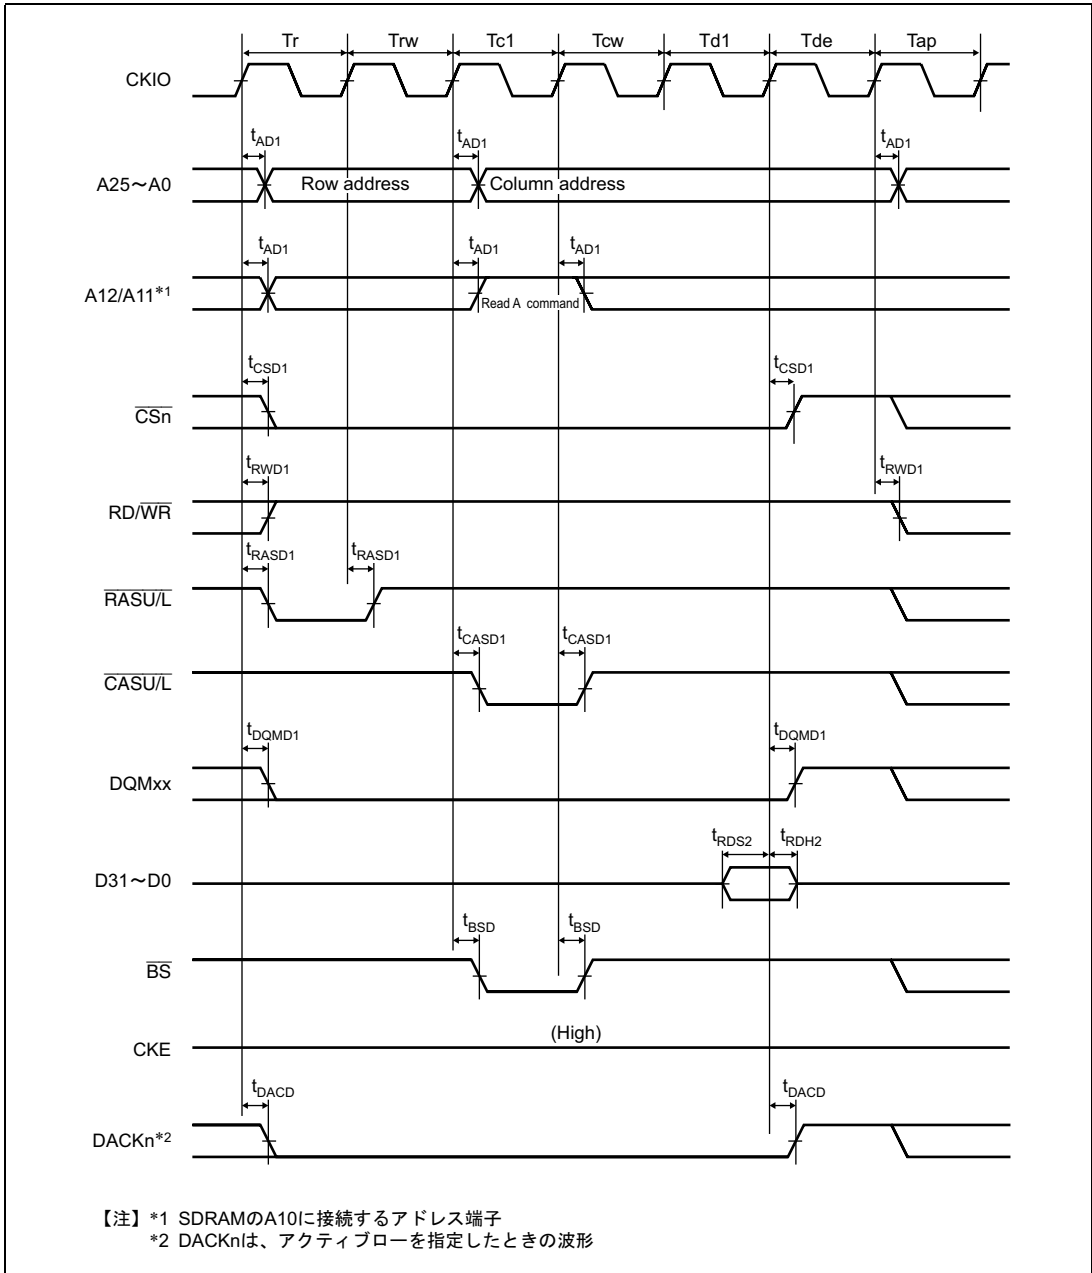 Tr Trw Tc1 Tcw Td1 Tde Tap
CKIO
tAD1 tAD1 tAD1
A25～A0 Row address Column address
tAD1 tAD1 tAD1
A12/A11*1 Read A command
tCSD1 tCSD1
CSn
tRWD1 tRWD1
RD/WR
tRASD1 tRASD1
RASU/L
tCASD1 tCASD1
CASU/L
tDQMD1 tDQMD1
DQMxx
tRDS2 tRDH2
D31～D0
tBSD tBSD
BS
(High)
CKE
tDACD tDACD
DACKn*2
【注】*1 SDRAMのA10に接続するアドレス端子
*2 DACKnは、アクティブローを指定したときの波形